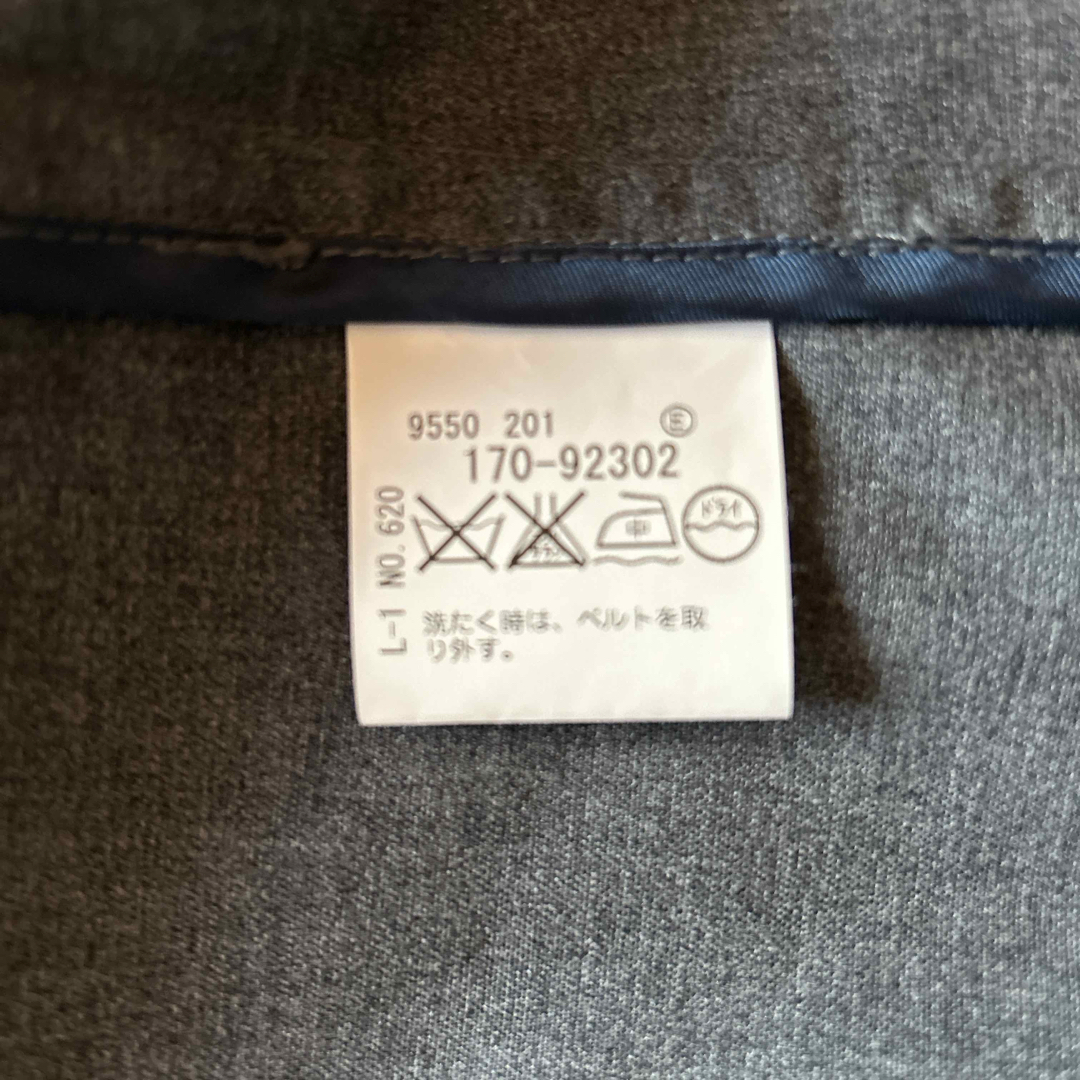 9550 201 Ⓔ
170-92302
中 ドライ
L-1 NO.620
洗たく時は、ベルトを取
り外す。